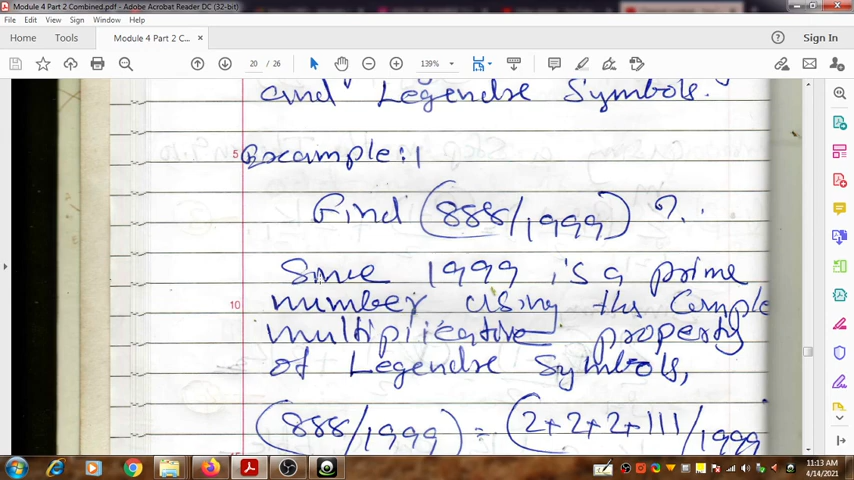 Module 4 Part 2 Combined.pdf - Adobe Acrobat Reader DC (32-bit)
File Edit View Sign Window Help
Home Tools Module 4 Part 2 C... × Sign In
20 / 26 139%
and Legendre Symbols.
5 Example:1
Find (888/1999) ?..
Since 1999 is a prime
10 number using the Comple
multiplicative property
of Legendre Symbols,
(888/1999) = (2+2+2+111/1999
11:13 AM
4/14/2021